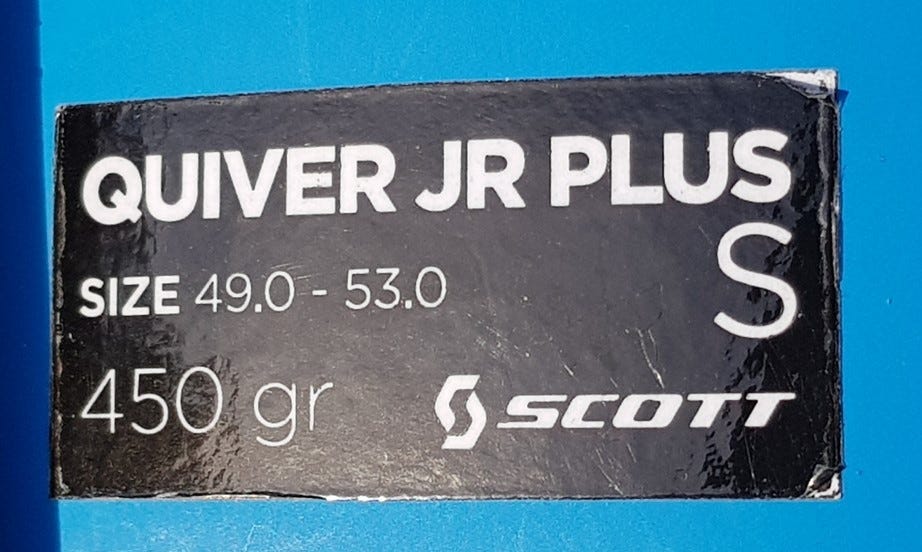 QUIVER JR PLUS
S
SIZE 49.0 - 53.0
450 gr
SCOTT